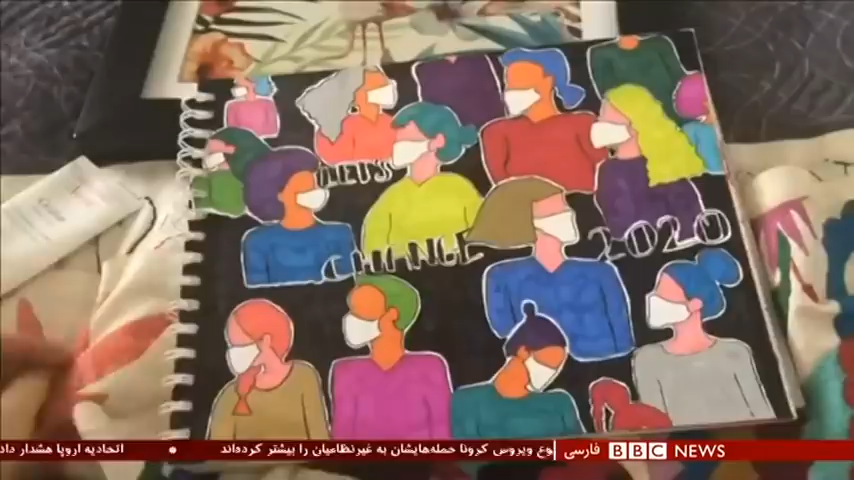 LET'S
CHANGE 2020
اتحادیه اروپا هشدار داد • وع ویروس کرونا حمله‌هایشان به غیرنظامیان را بیشتر کرده‌اند
فارسی BBC NEWS